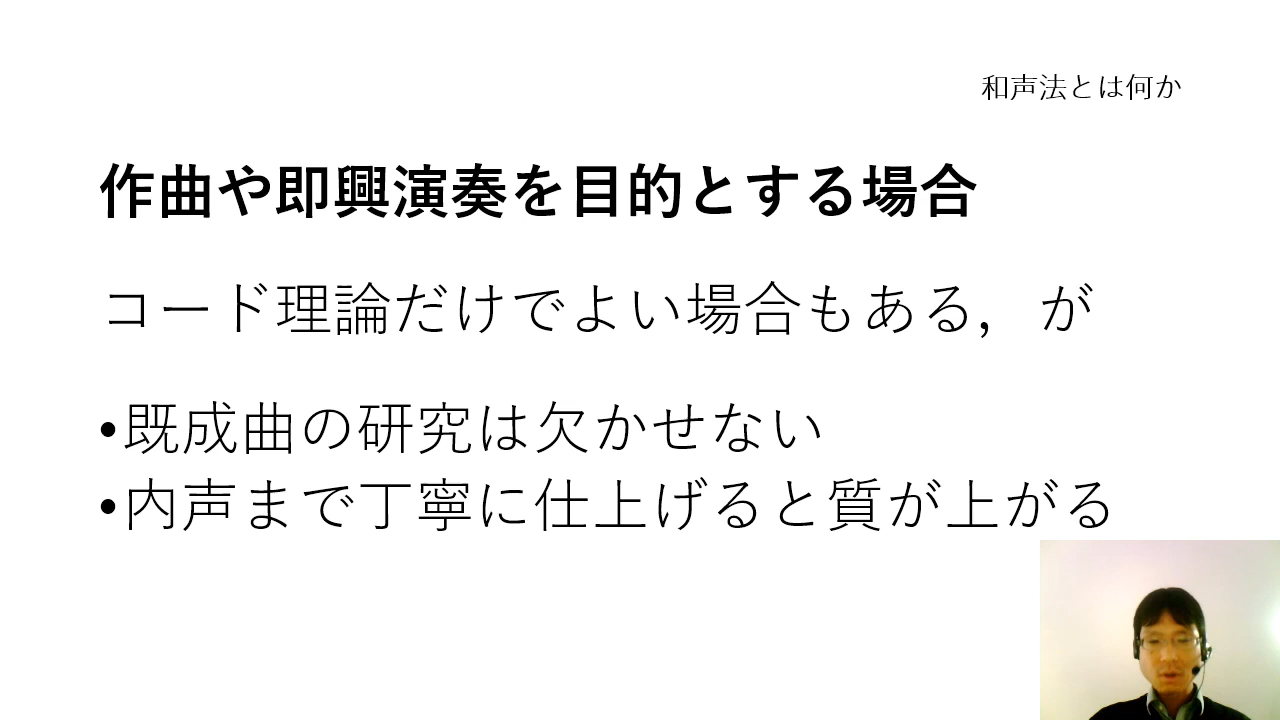 和声法とは何か
作曲や即興演奏を目的とする場合
コード理論だけでよい場合もある，が
•既成曲の研究は欠かせない
•内声まで丁寧に仕上げると質が上がる